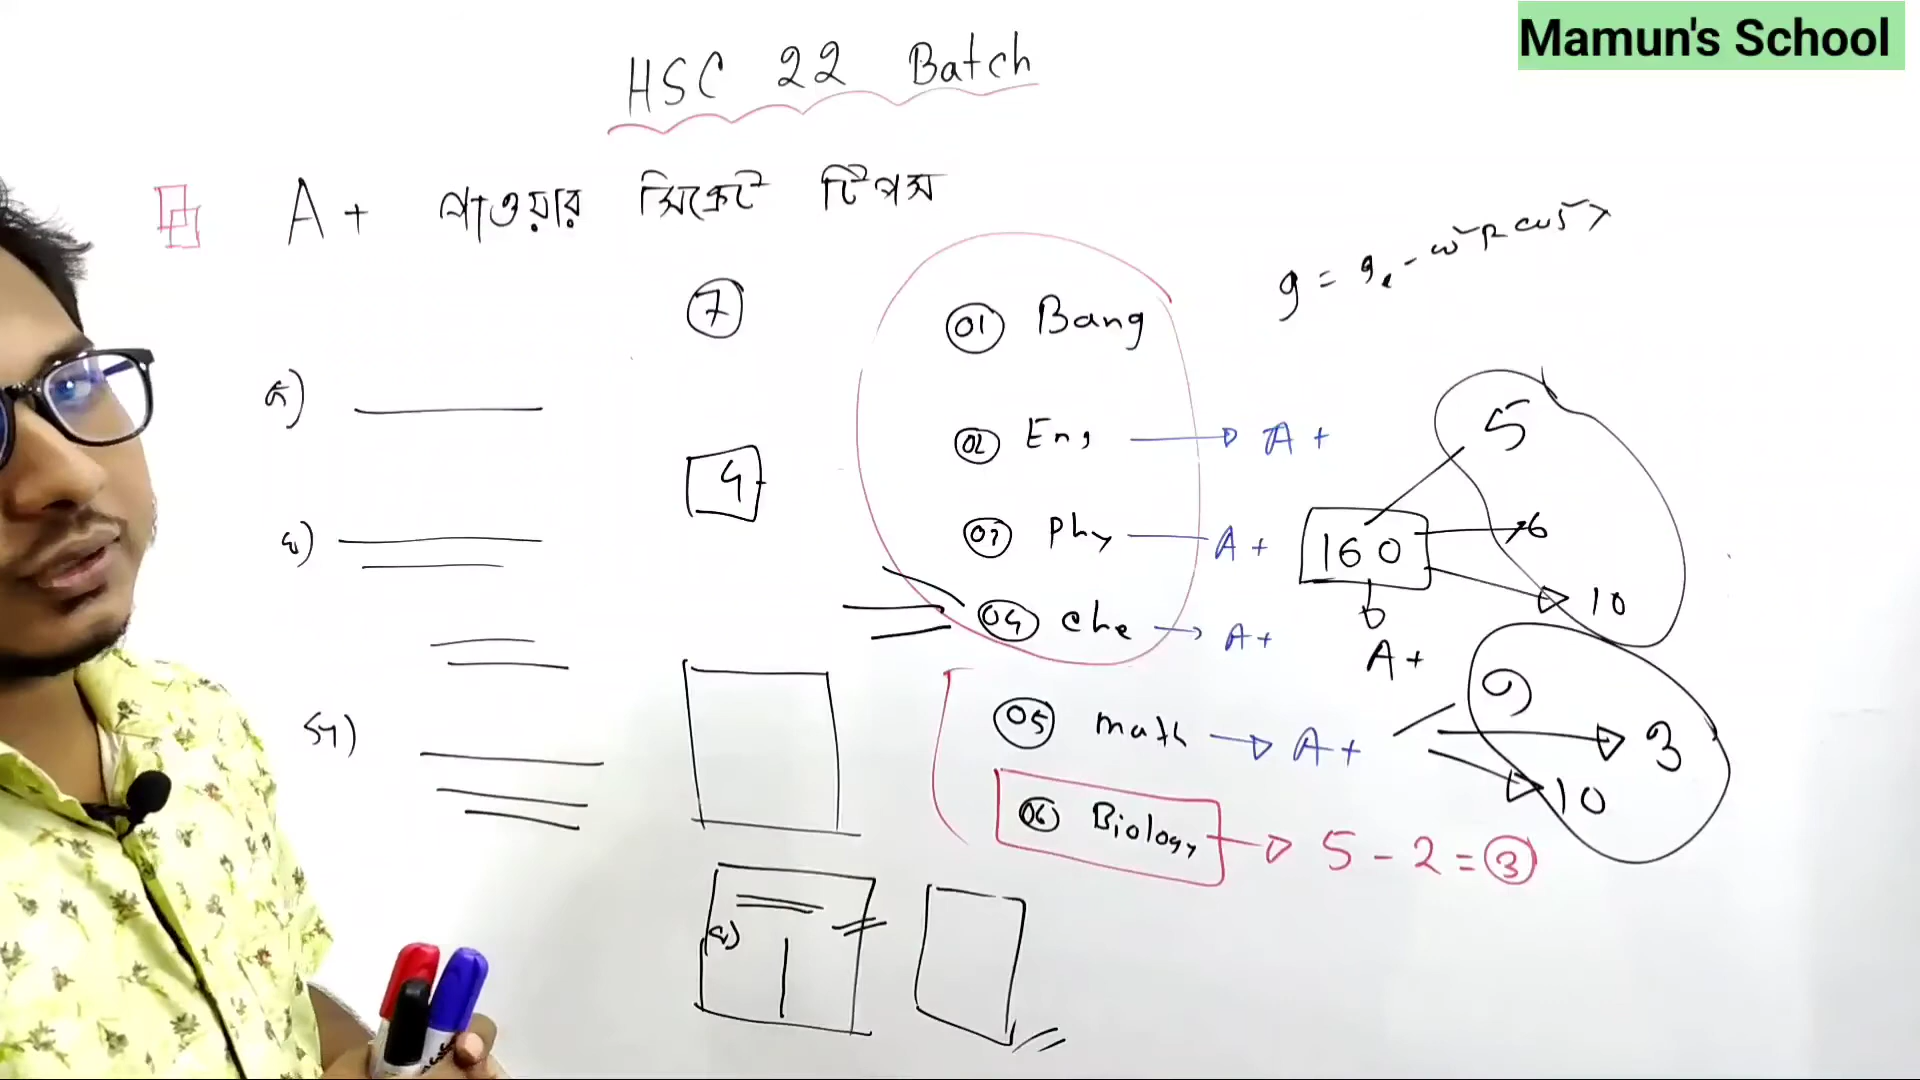 Mamun's School
HSC 22 Batch
A+ পাওয়ার সিক্রেট টিপস
7
01 Bang
ক)
02 Eng → A+
5
4
03 Phy A+
160
6
খ)
10
04 che → A+
A+
গ)
05 math → A+
3
10
06 Biology → 5 - 2 = 3
খ)